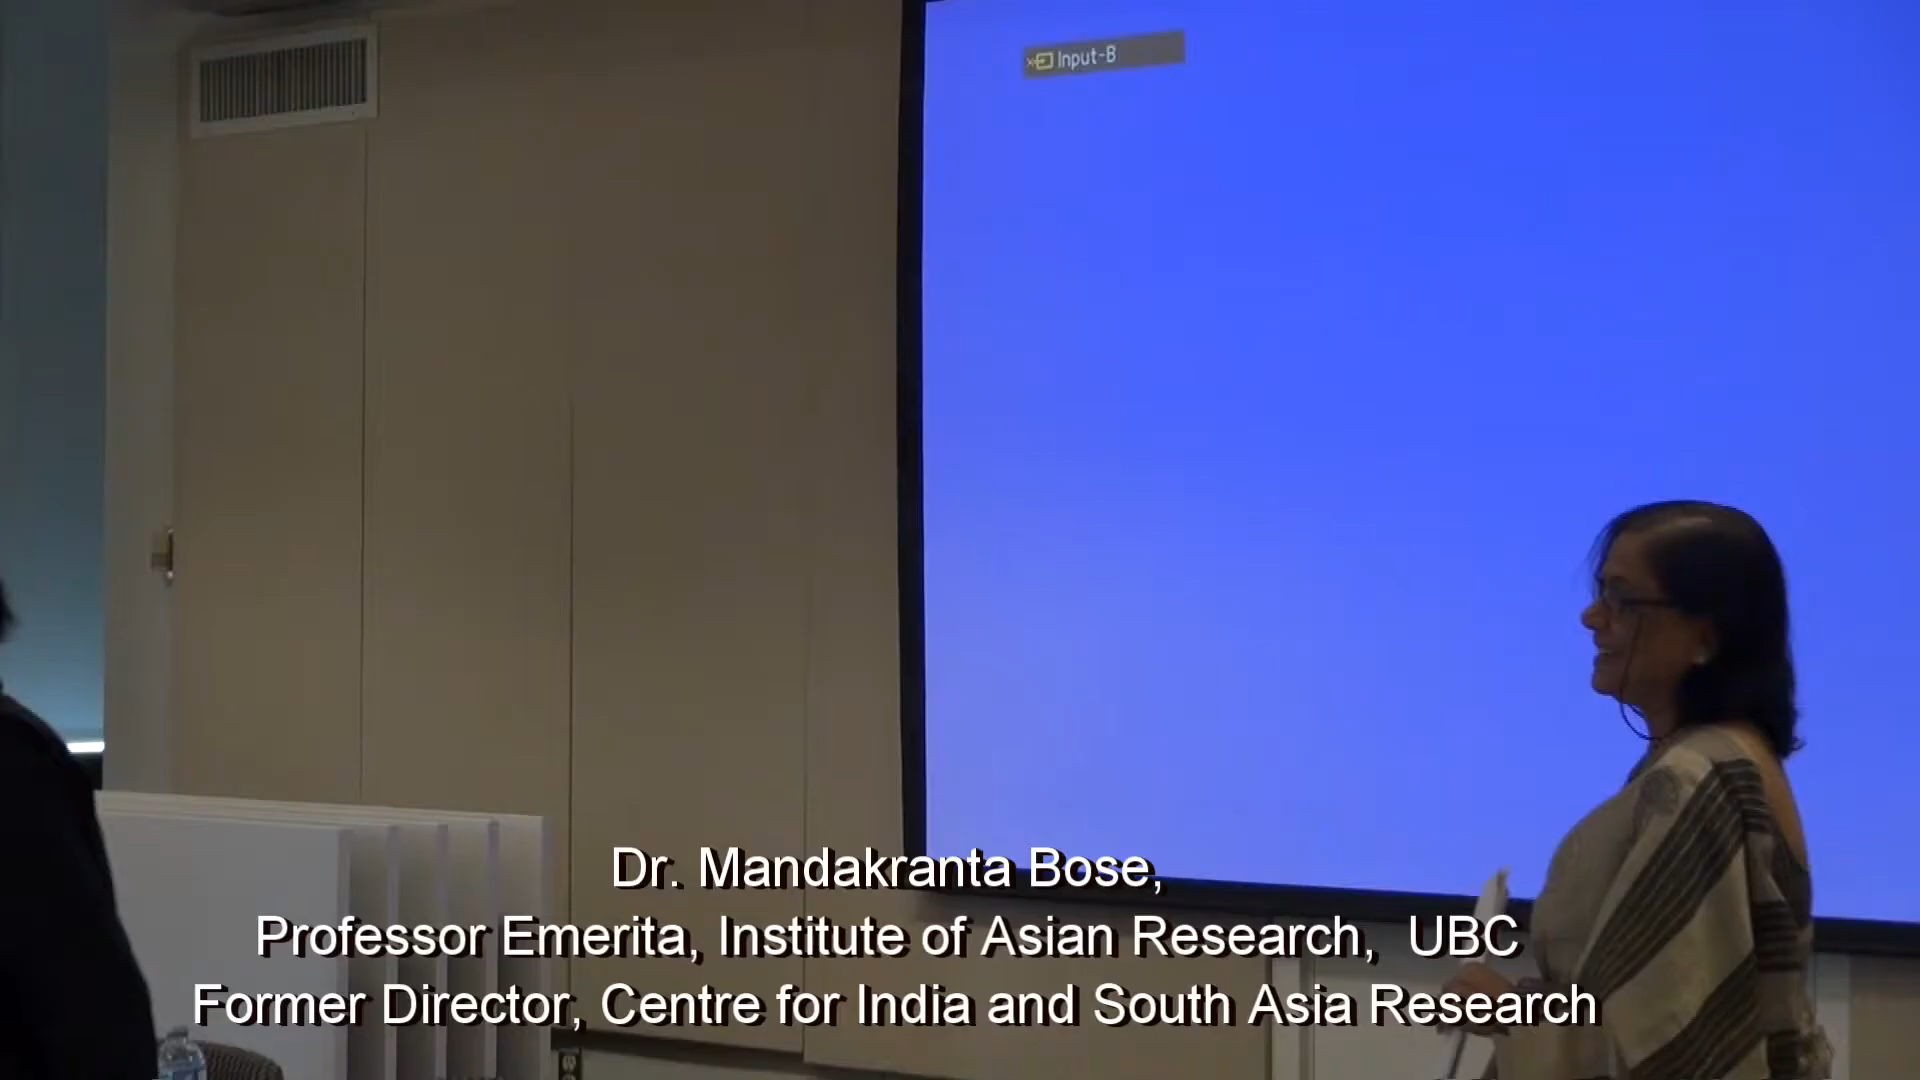 Input-B
Dr. Mandakranta Bose,
Professor Emerita, Institute of Asian Research, UBC
Former Director, Centre for India and South Asia Research